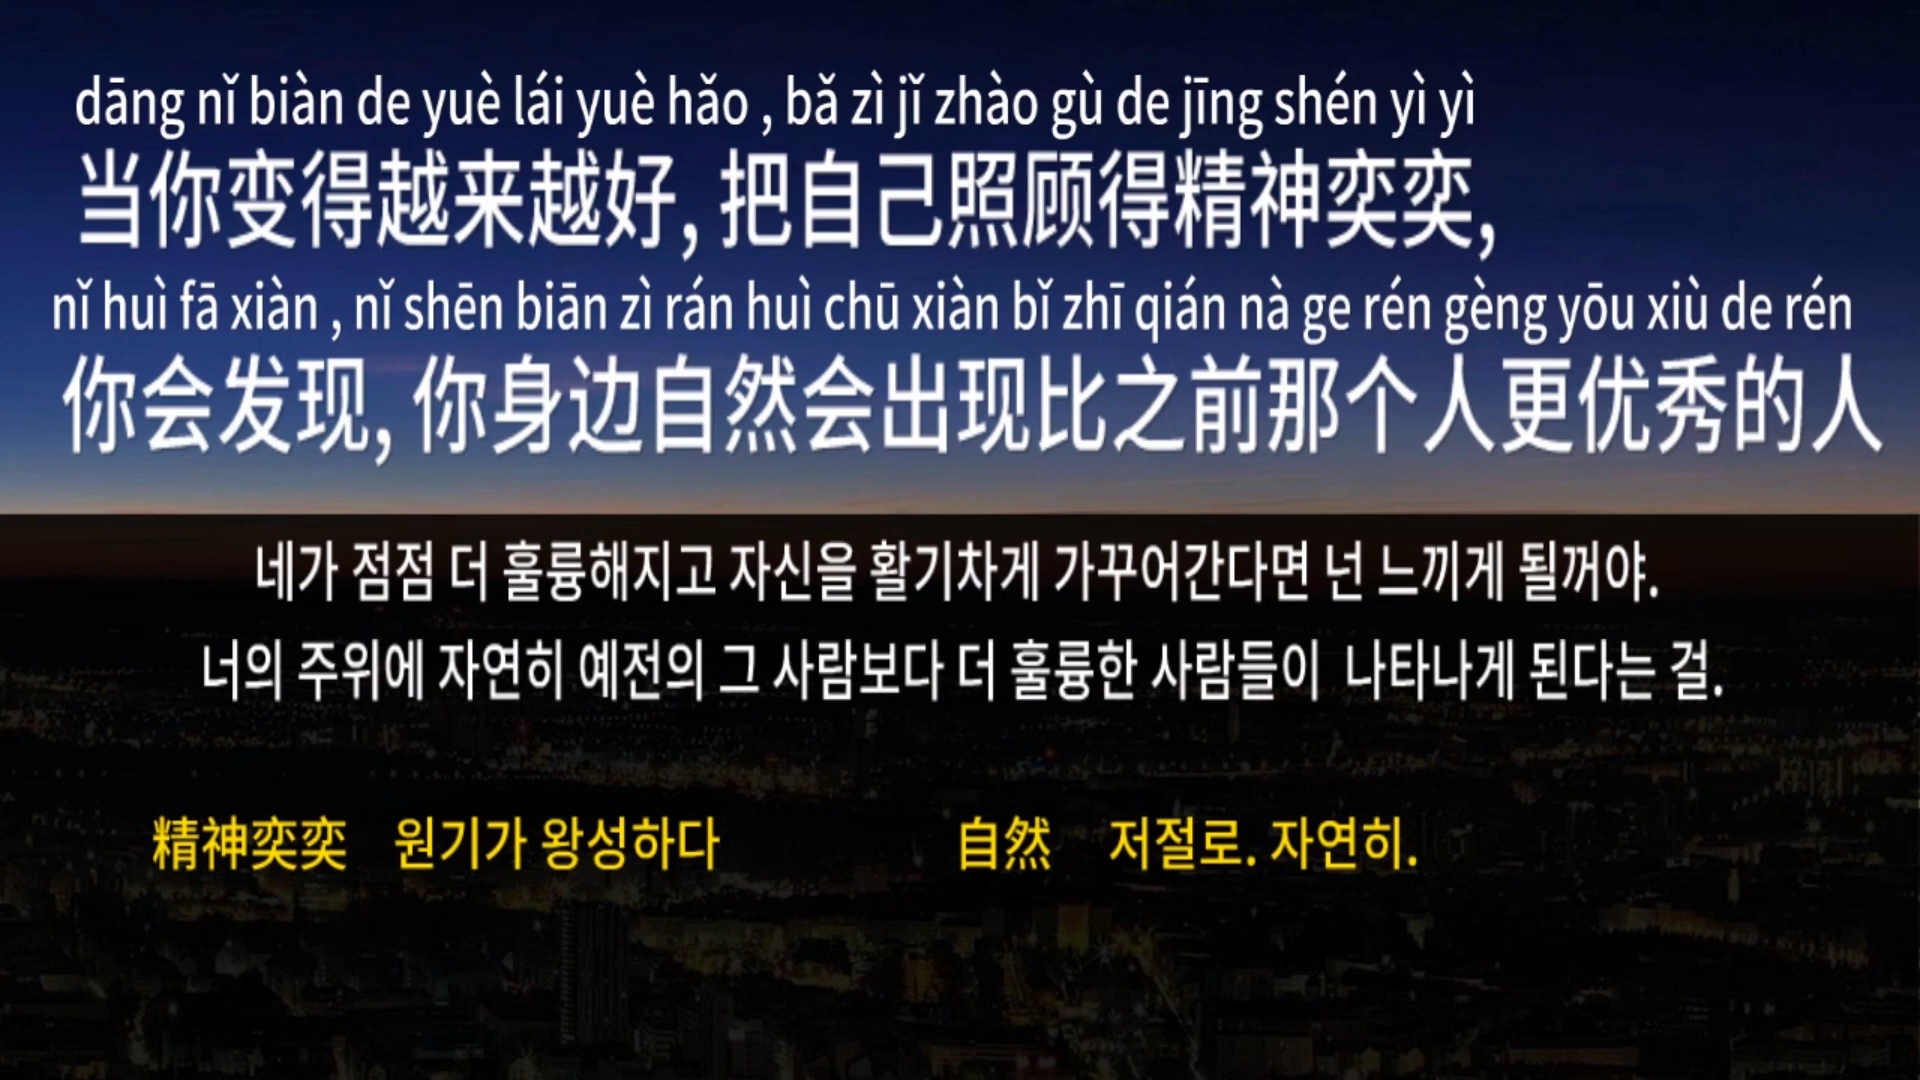 dāng nǐ biàn de yuè lái yuè hǎo , bǎ zì jǐ zhào gù de jīng shén yì yì
当你变得越来越好, 把自己照顾得精神奕奕,
nǐ huì fā xiàn , nǐ shēn biān zì rán huì chū xiàn bǐ zhī qián nà ge rén gèng yōu xiù de rén
你会发现, 你身边自然会出现比之前那个人更优秀的人
네가 점점 더 훌륭해지고 자신을 활기차게 가꾸어간다면 넌 느끼게 될꺼야.
너의 주위에 자연히 예전의 그 사람보다 더 훌륭한 사람들이 나타나게 된다는 걸.
精神奕奕 원기가 왕성하다 自然 저절로. 자연히.